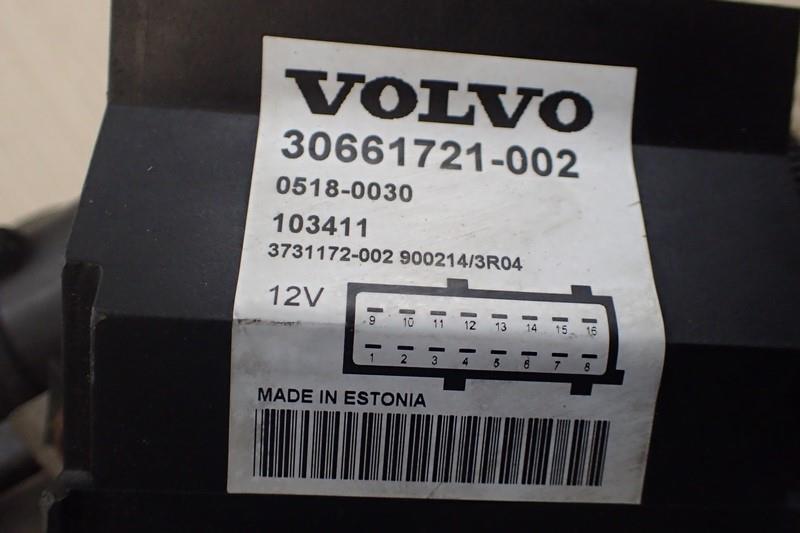 VOLVO
30661721-002
0518-0030
103411
3731172-002 900214/3R04
12V
9 10 11 12 13 14 15 16
1 2 3 4 5 6 7 8
MADE IN ESTONIA